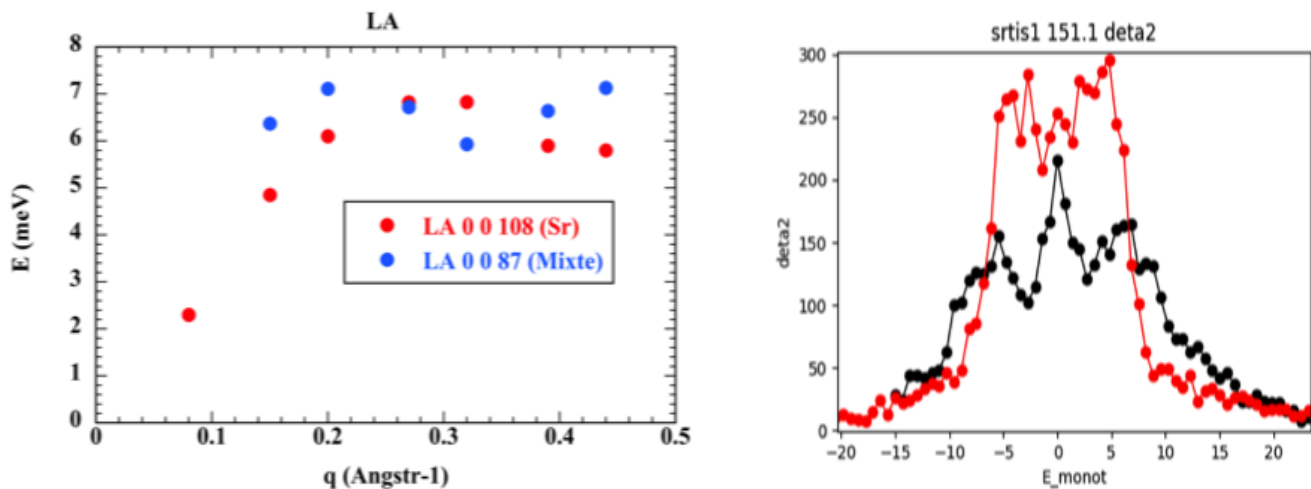 LA
8
7
6
5
4
3
2
1
0
E (meV)
0 0.1 0.2 0.3 0.4 0.5
q (Angstr-1)
LA 0 0 108 (Sr)
LA 0 0 87 (Mixte)
srtis1 151.1 deta2
300
250
200
150
100
50
0
deta2
−20 −15 −10 −5 0 5 10 15 20
E_monot